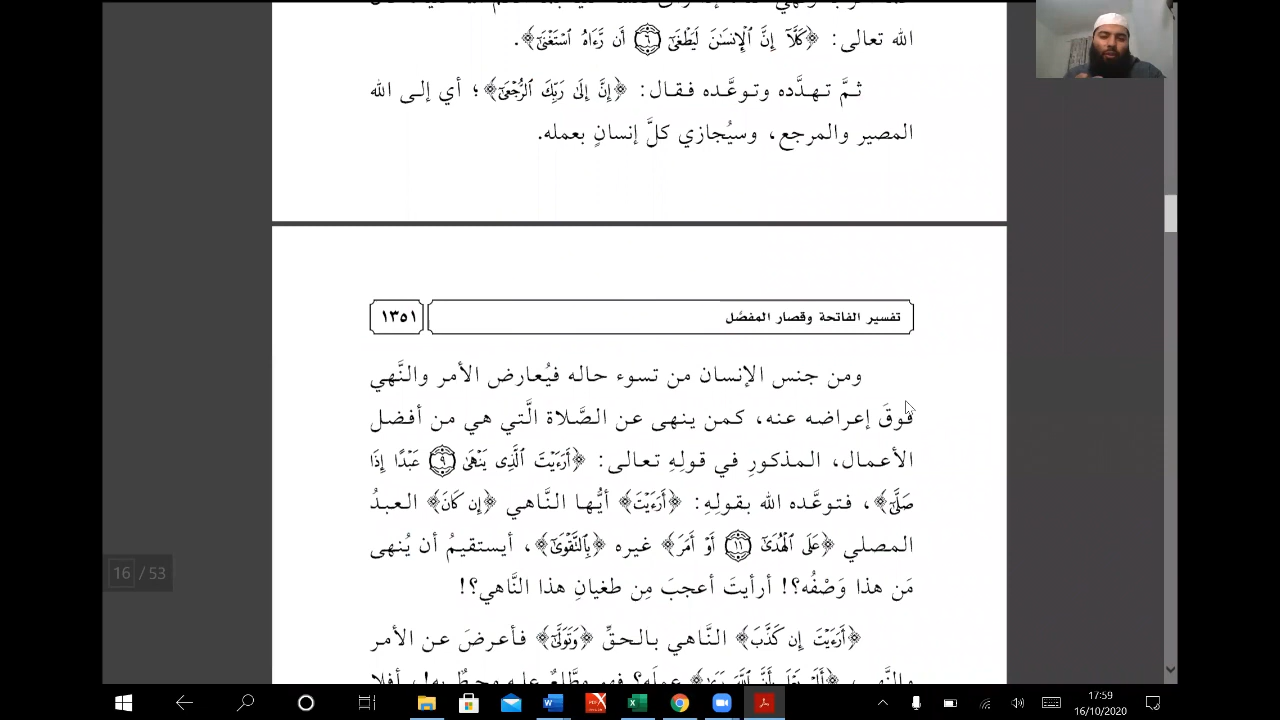 الله تعالى: ﴿كَلَّآ إِنَّ ٱلْإِنسَٰنَ لَيَطْغَىٰٓ ٦ أَن رَّءَاهُ ٱسْتَغْنَىٰٓ﴾.
ثمَّ تهدَّده وتوعَّده فقال: ﴿إِنَّ إِلَىٰ رَبِّكَ ٱلرُّجْعَىٰٓ﴾؛ أي إلى الله
المصير والمرجع، وسيُجازي كلَّ إنسانٍ بعمله.
تفسير الفاتحة وقصار المفصَّل
١٣٥١
ومن جنس الإنسان من تسوء حاله فيُعارض الأمر والنَّهي
فوقَ إعراضه عنه، كمن ينهى عن الصَّلاة الَّتي هي من أفضل
الأعمال، المذكورِ في قولِهِ تعالى: ﴿أَرَءَيْتَ ٱلَّذِى يَنْهَىٰ ٩ عَبْدًا إِذَا
صَلَّىٰٓ﴾، فتوعَّده الله بقولِهِ: ﴿أَرَءَيْتَ﴾ أيُّها النَّاهي ﴿إِن كَانَ﴾ العبدُ
المصلي ﴿عَلَى ٱلْهُدَىٰٓ ١١ أَوْ أَمَرَ﴾ غيره ﴿بِٱلتَّقْوَىٰٓ﴾، أيستقيمُ أن يُنهى
مَن هذا وَصْفُه؟! أرأيتَ أعجبَ مِن طغيانِ هذا النَّاهي؟!
﴿أَرَءَيْتَ إِن كَذَّبَ﴾ النَّاهي بالحقِّ ﴿وَتَوَلَّىٰٓ﴾ فأعرضَ عن الأمر
16 / 53
17:59
16/10/2020